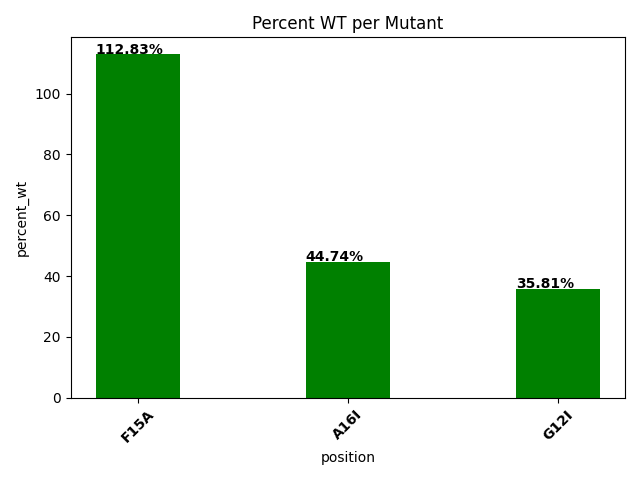 Percent WT per Mutant
112.83%
44.74%
35.81%
percent_wt
100
80
60
40
20
0
F15A
A16I
G12I
position